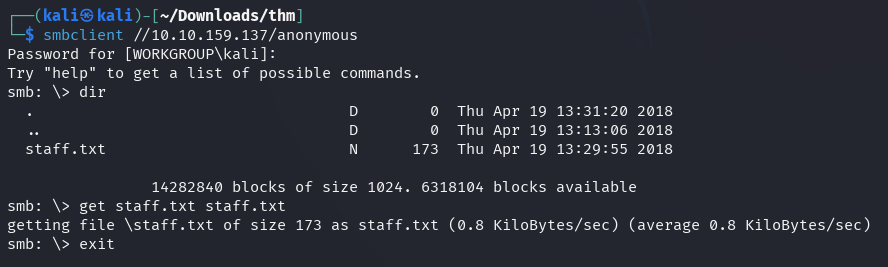 ┌──(kali㉿kali)-[~/Downloads/thm]
└─$ smbclient //10.10.159.137/anonymous
Password for [WORKGROUP\kali]:
Try "help" to get a list of possible commands.
smb: \> dir
  .                                   D        0  Thu Apr 19 13:31:20 2018
  ..                                  D        0  Thu Apr 19 13:13:06 2018
  staff.txt                           N      173  Thu Apr 19 13:29:55 2018
                14282840 blocks of size 1024. 6318104 blocks available
smb: \> get staff.txt staff.txt
getting file \staff.txt of size 173 as staff.txt (0.8 KiloBytes/sec) (average 0.8 KiloBytes/sec)
smb: \> exit